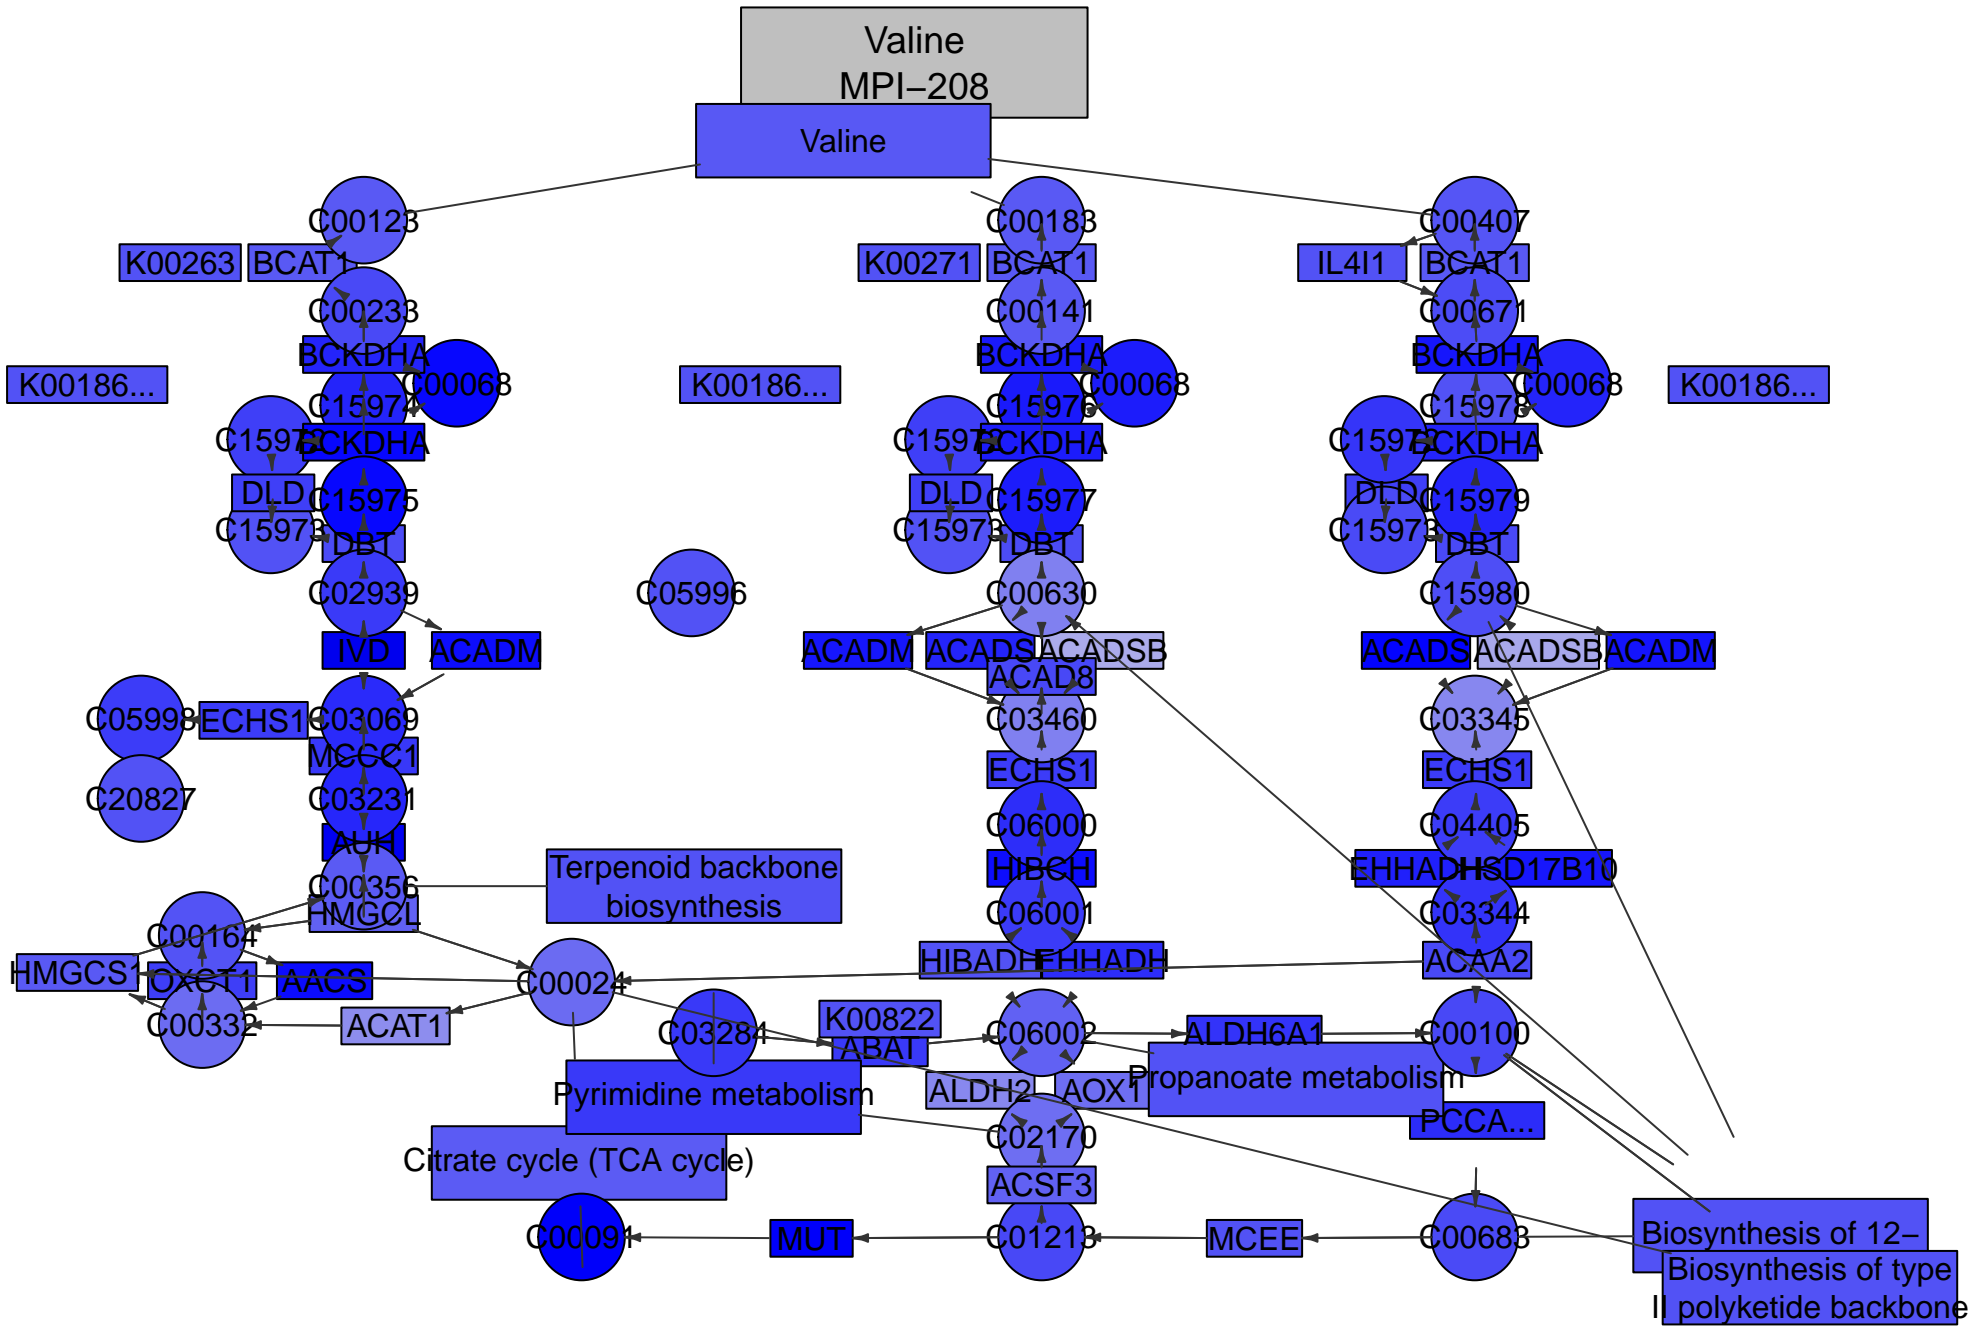 Valine
MPI−208
Valine
C00123
C00183
C00407
K00263
BCAT1
K00271
BCAT1
IL4I1
BCAT1
C00233
C00141
C00671
BCKDHA
BCKDHA
BCKDHA
K00186...
C15974
C00068
K00186...
C15976
C00068
C15978
C00068
K00186...
BCKDHA
BCKDHA
BCKDHA
DLD
C15975
DLD
C15977
DLD
C15979
C15973
DBT
C15973
DBT
C15973
DBT
C02939
C05996
C00630
C15980
IVD
ACADM
ACADM
ACADS
ACADSB
ACADS
ACADSB
ACADM
ACAD8
C05998
ECHS1
C03069
C03460
C03345
MCCC1
ECHS1
ECHS1
C20827
C03231
C06000
C04405
AUH
HIBCH
EHHADH
HSD17B10
C00356
Terpenoid backbone
biosynthesis
HMGCL
C06001
C03344
C00164
HIBADH
EHHADH
ACAA2
HMGCS1
OXCT1
AACS
C00024
C00332
ACAT1
C03284
K00822
ABAT
C06002
ALDH6A1
C00100
Pyrimidine metabolism
ALDH2
AOX1
Propanoate metabolism
PCCA...
C02170
Citrate cycle (TCA cycle)
ACSF3
C00091
MUT
C01213
MCEE
C00683
Biosynthesis of 12−
Biosynthesis of type
II polyketide backbone